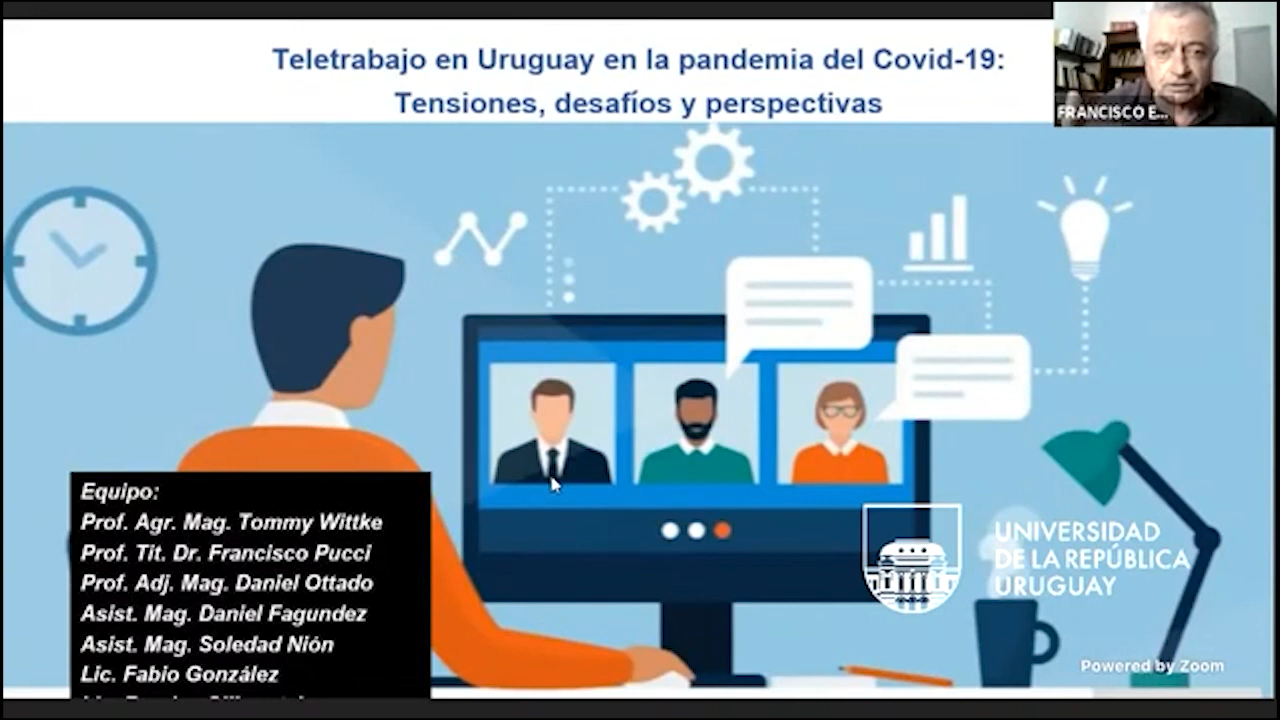 Teletrabajo en Uruguay en la pandemia del Covid-19:
Tensiones, desafíos y perspectivas
FRANCISCO E...
Equipo:
Prof. Agr. Mag. Tommy Wittke
Prof. Tit. Dr. Francisco Pucci
Prof. Adj. Mag. Daniel Ottado
Asist. Mag. Daniel Fagundez
Asist. Mag. Soledad Nión
Lic. Fabio González
UNIVERSIDAD
DE LA REPÚBLICA
URUGUAY
Powered by Zoom